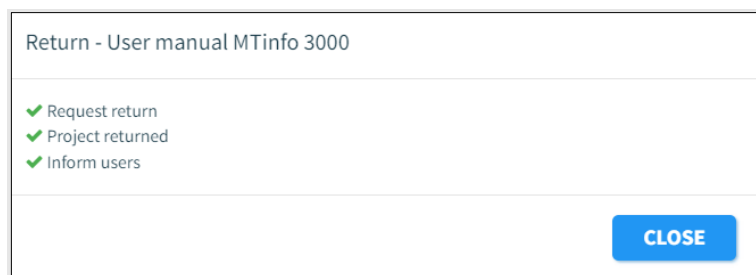 Return - User manual MTinfo 3000
Request return
Project returned
Inform users
CLOSE